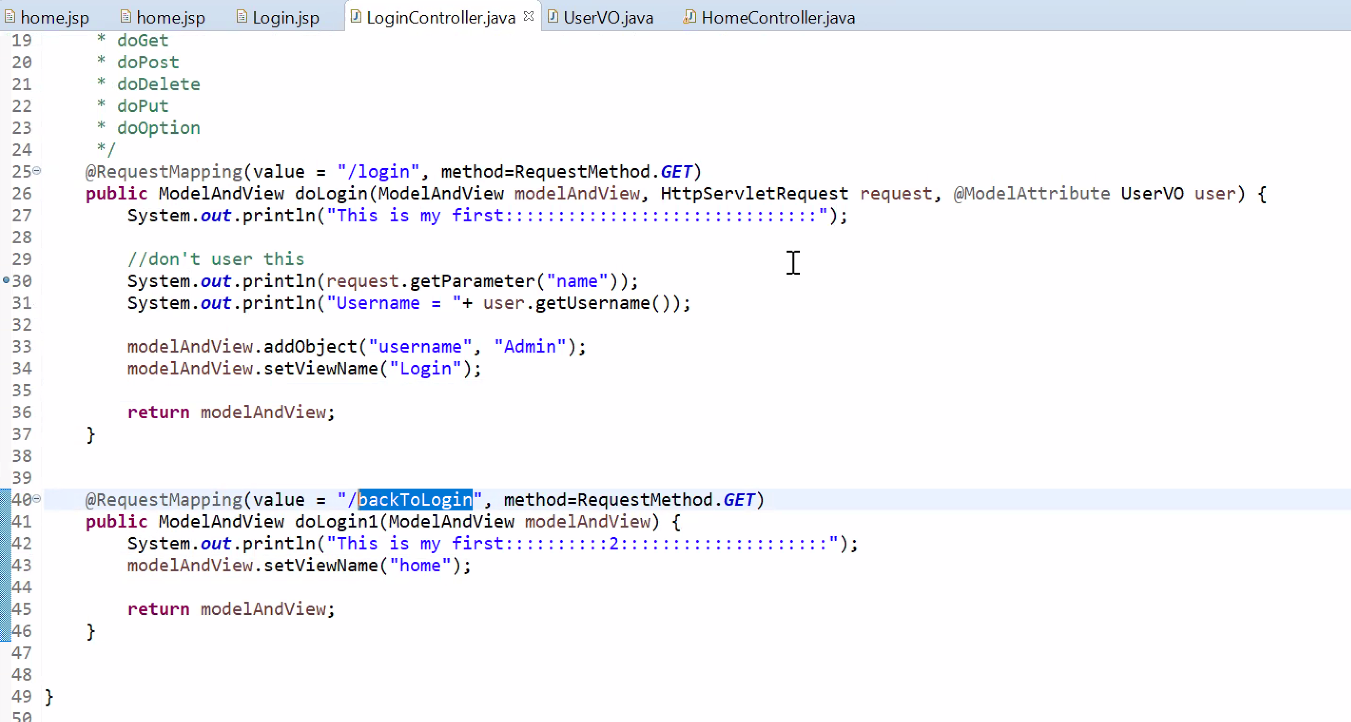 home.jsp home.jsp Login.jsp LoginController.java UserVO.java HomeController.java
19 * doGet
20 * doPost
21 * doDelete
22 * doPut
23 * doOption
24 */
25 @RequestMapping(value = "/login", method=RequestMethod.GET)
26 public ModelAndView doLogin(ModelAndView modelAndView, HttpServletRequest request, @ModelAttribute UserVO user) {
27 System.out.println("This is my first::::::::::::::::::::::::::::::");
28
29 //don't user this
30 System.out.println(request.getParameter("name"));
31 System.out.println("Username = "+ user.getUsername());
32
33 modelAndView.addObject("username", "Admin");
34 modelAndView.setViewName("Login");
35
36 return modelAndView;
37 }
38
39
40 @RequestMapping(value = "/backToLogin", method=RequestMethod.GET)
41 public ModelAndView doLogin1(ModelAndView modelAndView) {
42 System.out.println("This is my first::::::::::2::::::::::::::::::::");
43 modelAndView.setViewName("home");
44
45 return modelAndView;
46 }
47
48
49 }
50